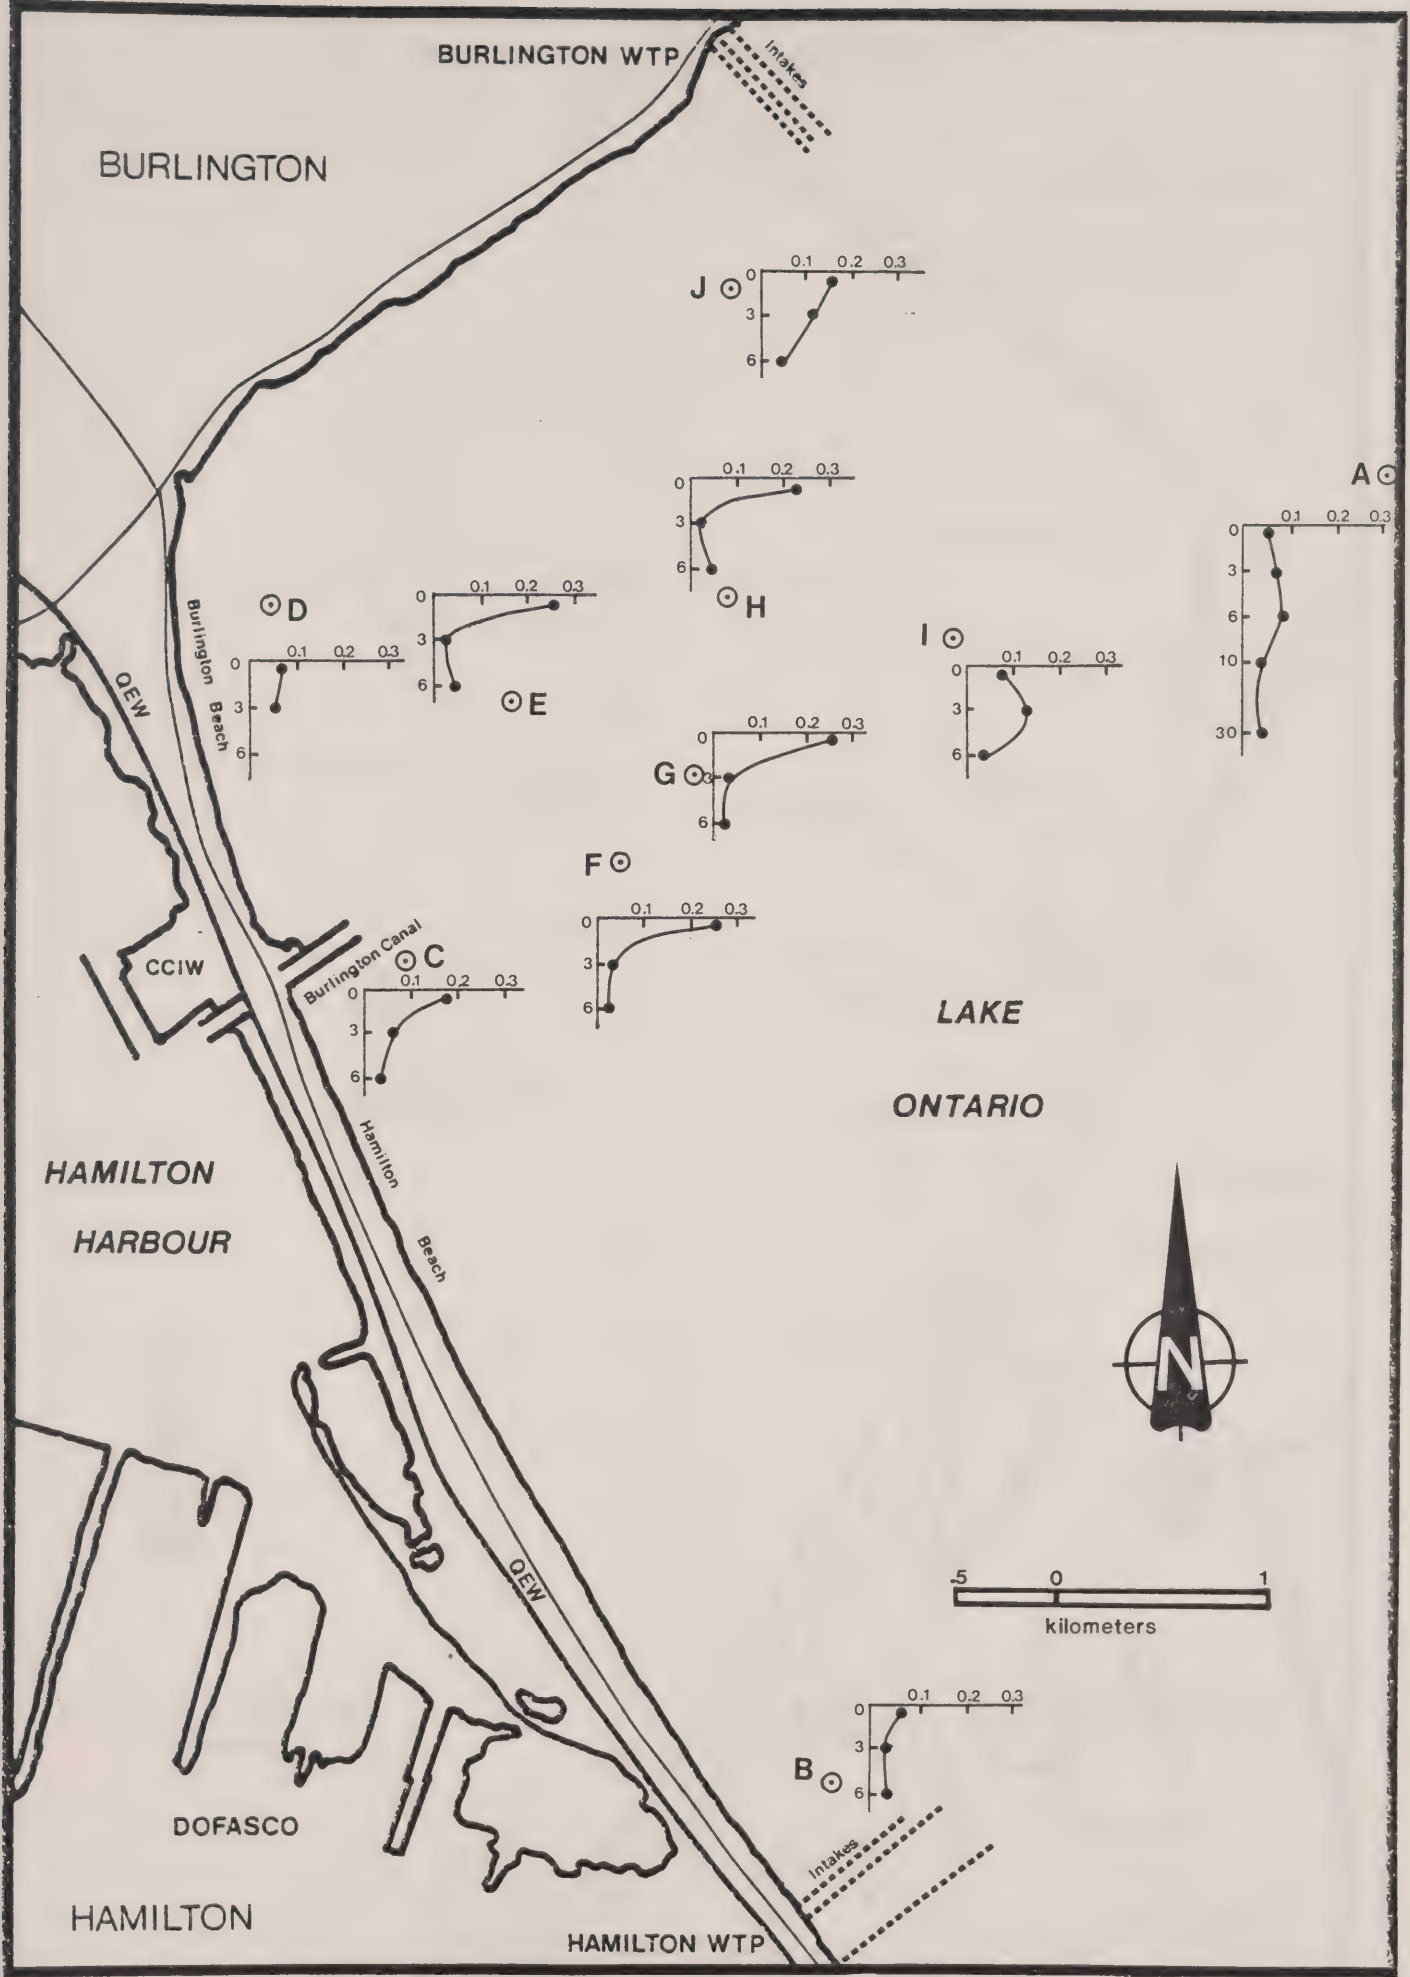 BURLINGTON WTP
Intakes
BURLINGTON
J
0.1 0.2 0.3
0
3
6
0.1 0.2 0.3
0
3
6
H
A
0.1 0.2 0.3
0
3
6
10
30
D
0.1 0.2 0.3
0
3
6
0.1 0.2 0.3
0
3
6
E
I
0.1 0.2 0.3
0
3
6
Burlington Beach
QEW
G
0.1 0.2 0.3
0
3
6
F
0.1 0.2 0.3
0
3
6
CCIW
Burlington Canal
C
0.1 0.2 0.3
0
3
6
LAKE
ONTARIO
Hamilton Beach
HAMILTON
HARBOUR
N
QEW
.5 0 1
kilometers
B
0.1 0.2 0.3
0
3
6
Intakes
DOFASCO
HAMILTON
HAMILTON WTP